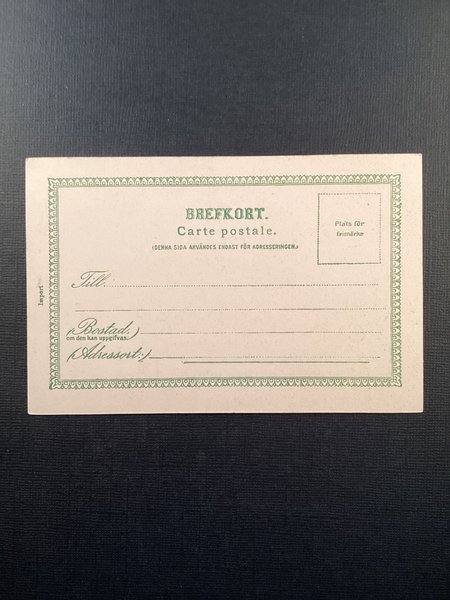 BREFKORT.
Carte postale.
(DENNA SIDA ANVÄNDES ENDAST FÖR ADRESSERINGEN.)
Plats för
frimärke
Till
(Bostad:
om den kan uppgifvas.)
(Adressort:)
Import